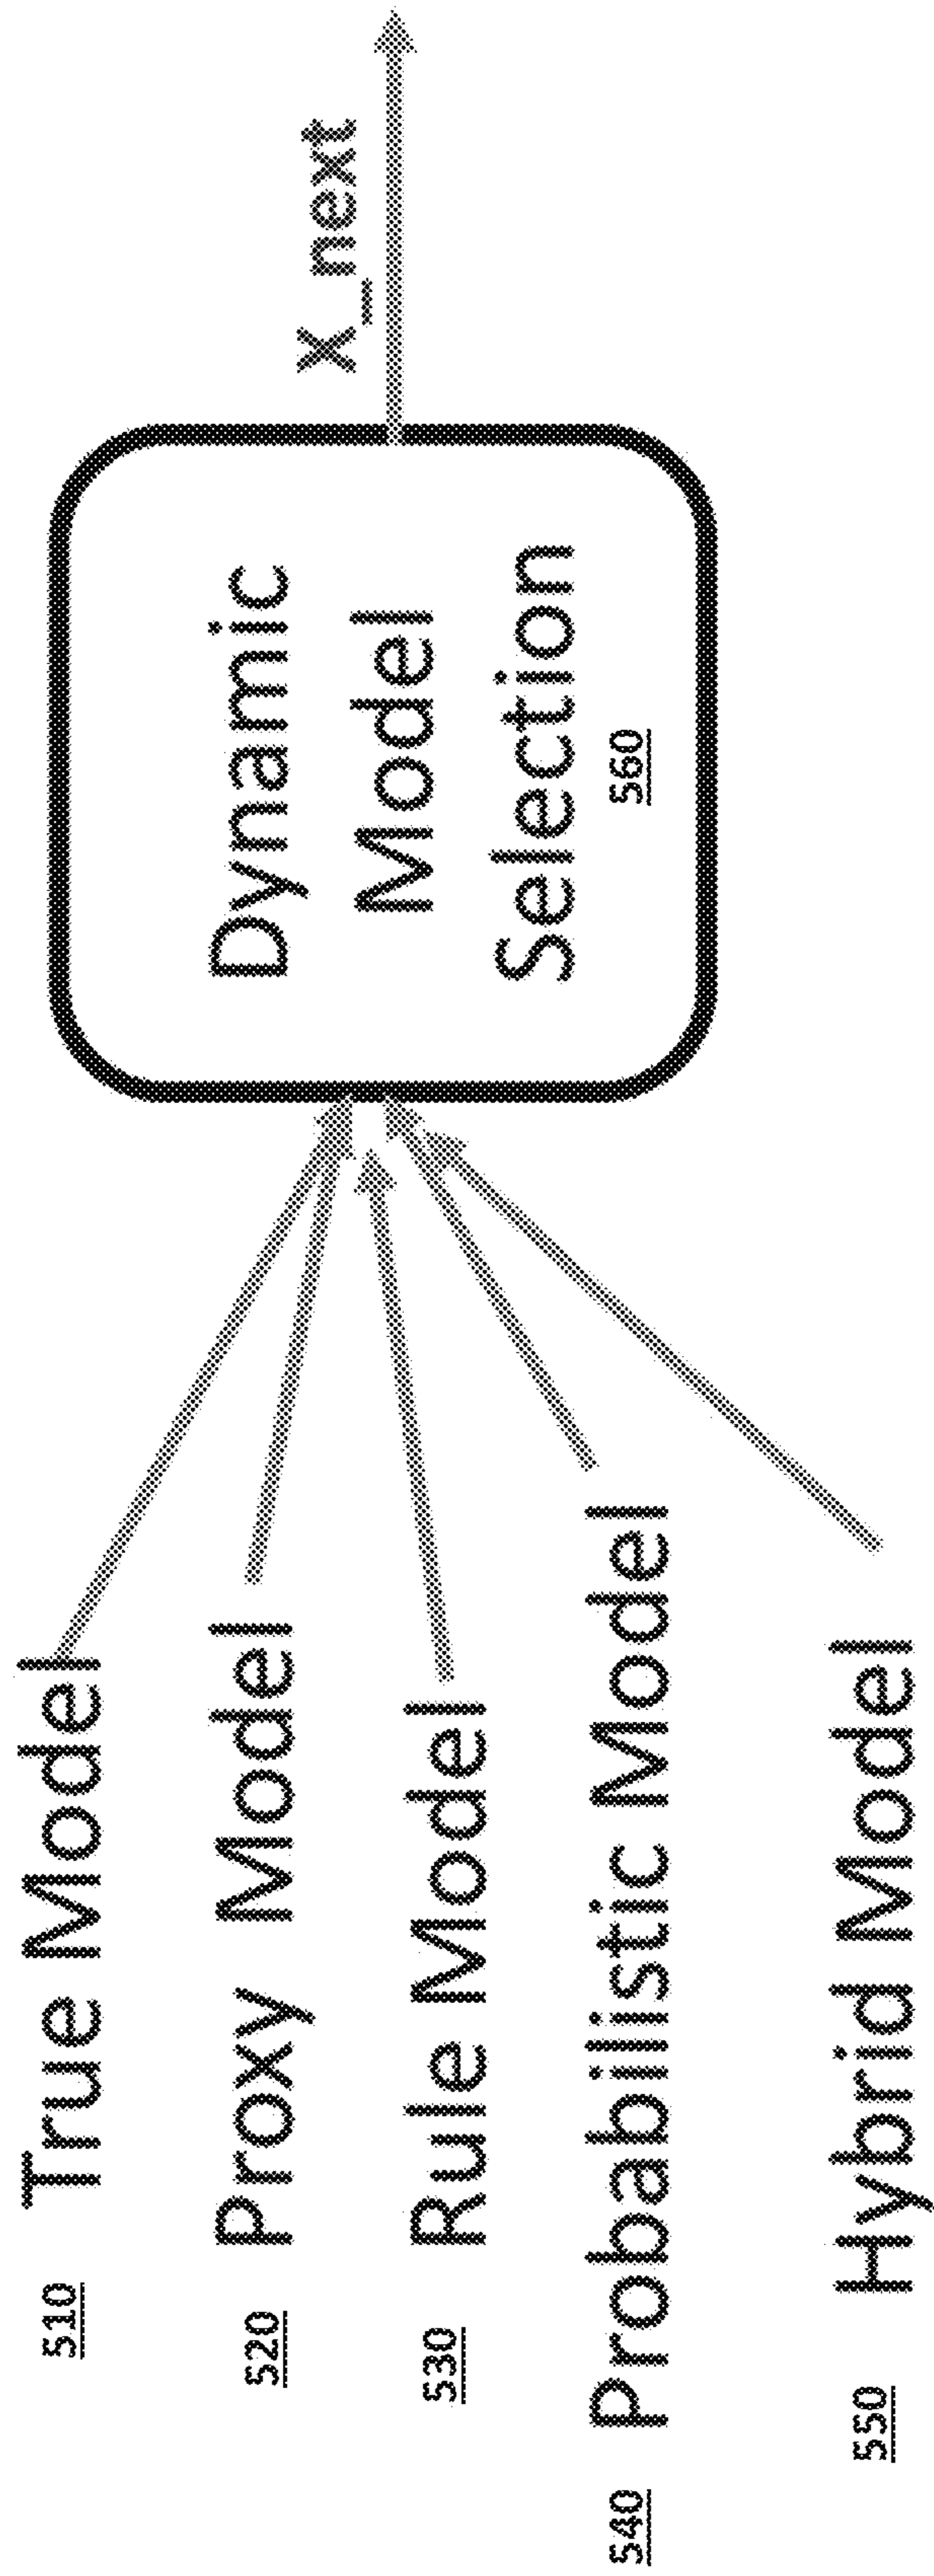 510 True Model
520 Proxy Model
530 Rule Model
540 Probabilistic Model
550 Hybrid Model
Dynamic
Model
Selection
560
X_next